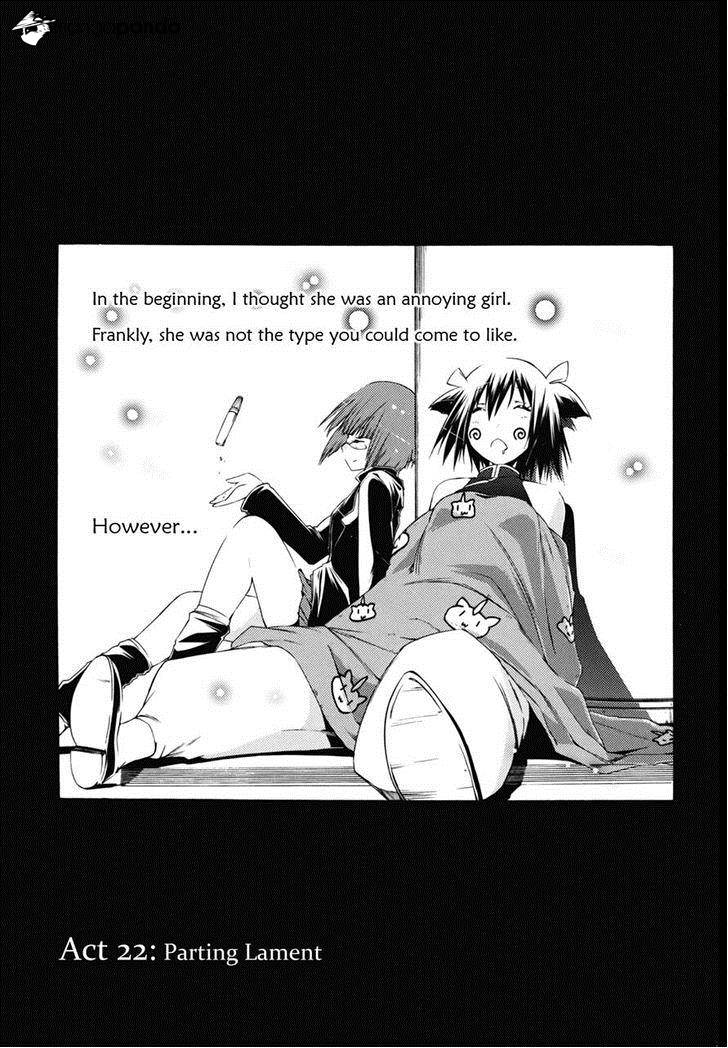 mangapanda
In the beginning, I thought she was an annoying girl.
Frankly, she was not the type you could come to like.
However...
Act 22: Parting Lament